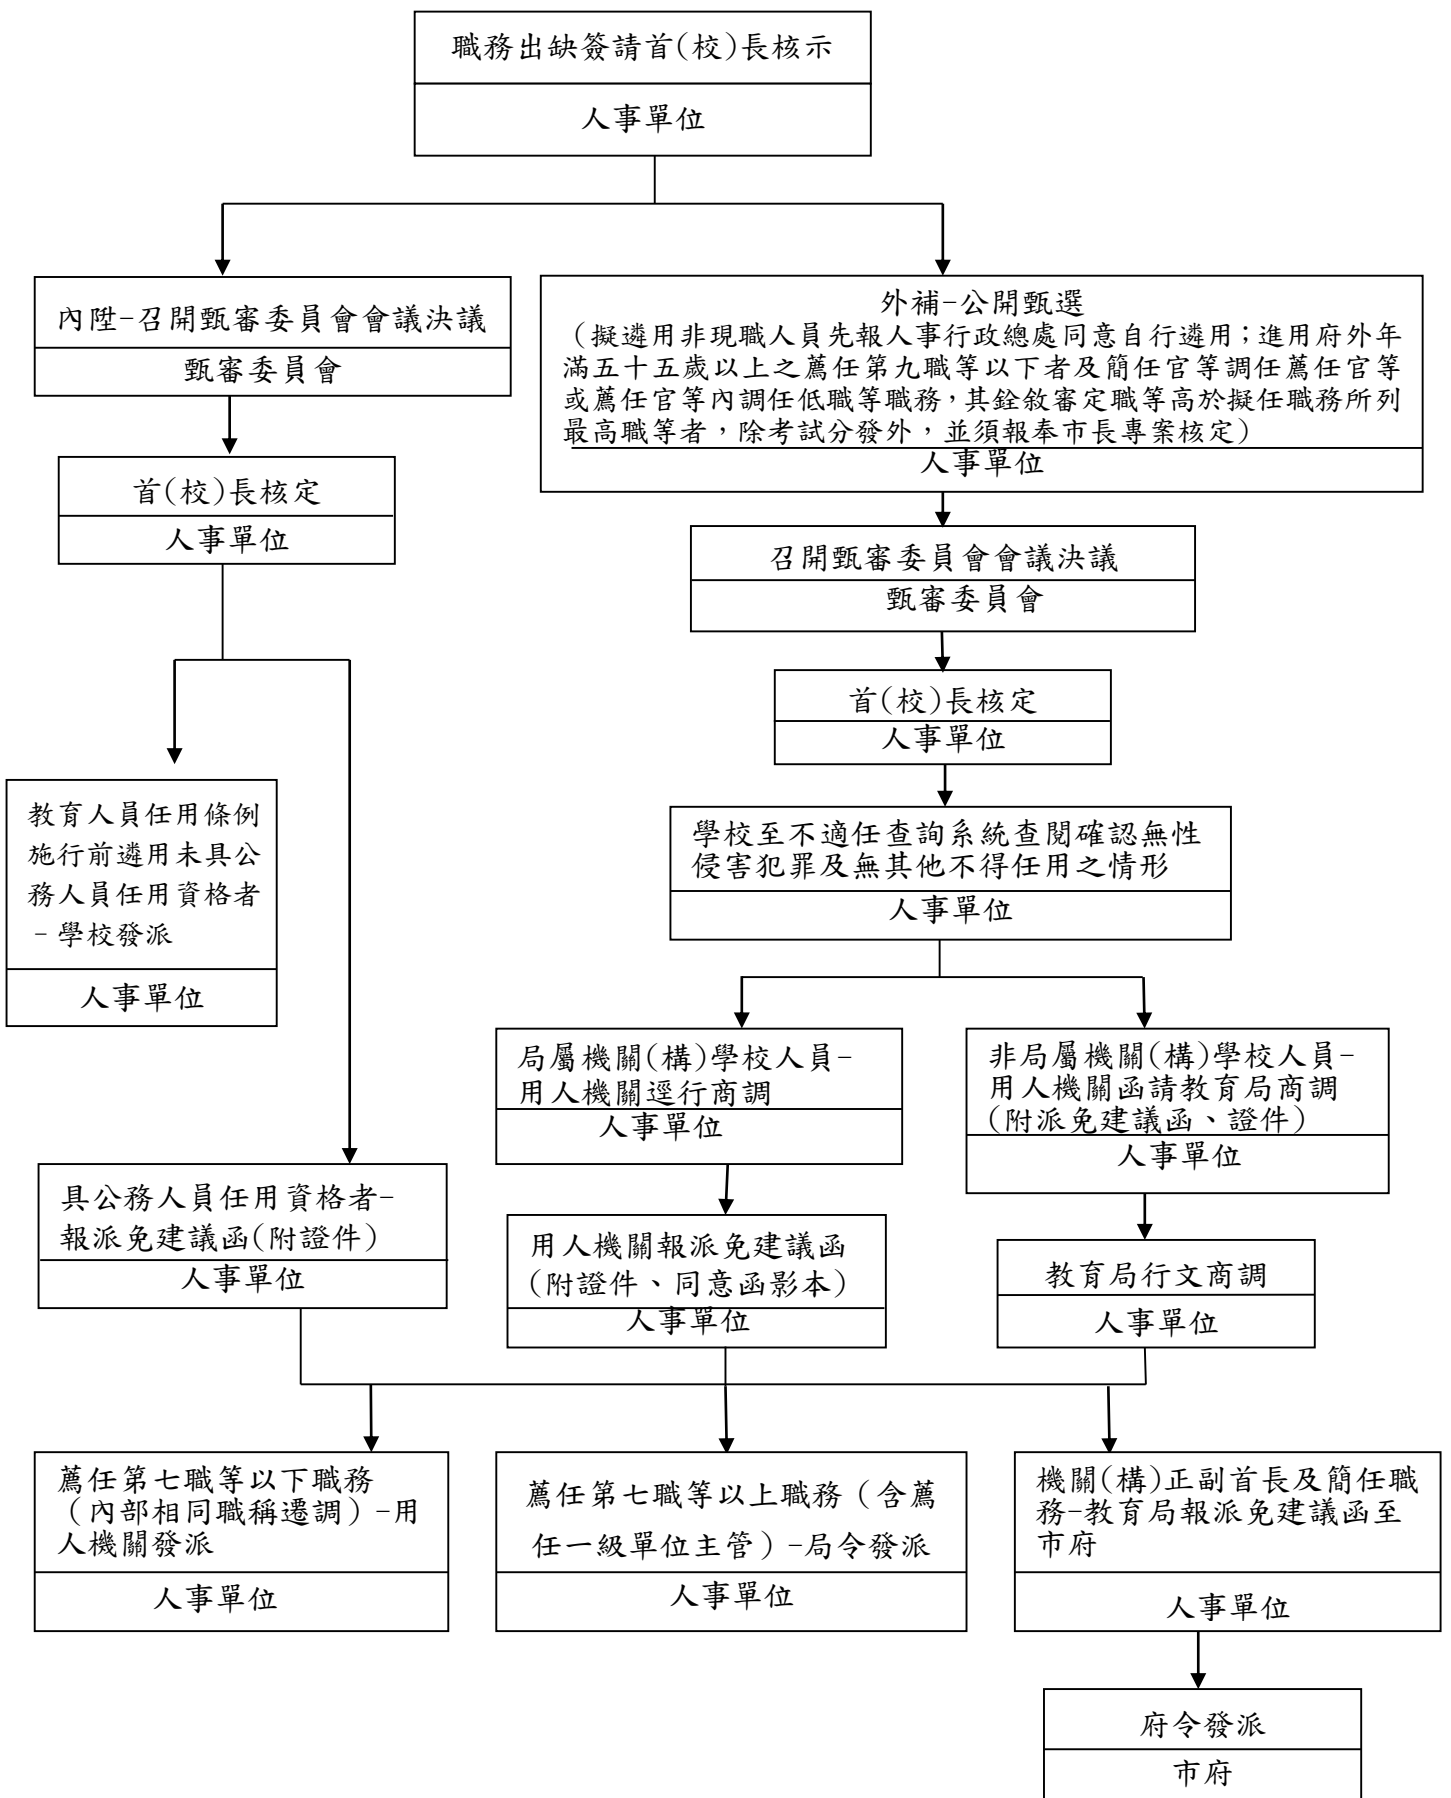 職務出缺簽請首(校)長核示
人事單位
內陞-召開甄審委員會會議決議
甄審委員會
首(校)長核定
人事單位
外補-公開甄選
（擬遴用非現職人員先報人事行政總處同意自行遴用；進用府外年
滿五十五歲以上之薦任第九職等以下者及簡任官等調任薦任官等
或薦任官等內調任低職等職務，其銓敘審定職等高於擬任職務所列
最高職等者，除考試分發外，並須報奉市長專案核定）
人事單位
召開甄審委員會會議決議
甄審委員會
首(校)長核定
人事單位
學校至不適任查詢系統查閱確認無性
侵害犯罪及無其他不得任用之情形
人事單位
教育人員任用條例
施行前遴用未具公
務人員任用資格者
-學校發派
人事單位
局屬機關(構)學校人員-
用人機關逕行商調
人事單位
非局屬機關(構)學校人員-
用人機關函請教育局商調
(附派免建議函、證件)
人事單位
具公務人員任用資格者-
報派免建議函(附證件)
人事單位
用人機關報派免建議函
(附證件、同意函影本)
人事單位
教育局行文商調
人事單位
薦任第七職等以下職務
（內部相同職稱遷調）-用
人機關發派
人事單位
薦任第七職等以上職務（含薦
任一級單位主管）-局令發派
人事單位
機關(構)正副首長及簡任職
務-教育局報派免建議函至
市府
人事單位
府令發派
市府